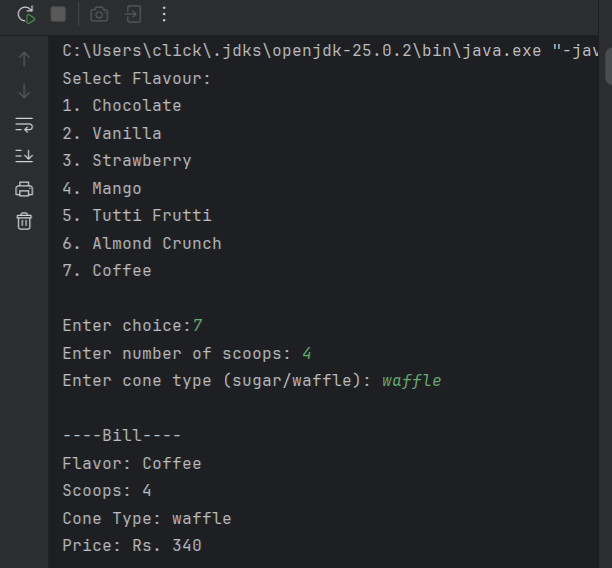 C:\Users\click\.jdks\openjdk-25.0.2\bin\java.exe "-jav
Select Flavour:
1. Chocolate
2. Vanilla
3. Strawberry
4. Mango
5. Tutti Frutti
6. Almond Crunch
7. Coffee
Enter choice:7
Enter number of scoops: 4
Enter cone type (sugar/waffle): waffle
----Bill----
Flavor: Coffee
Scoops: 4
Cone Type: waffle
Price: Rs. 340